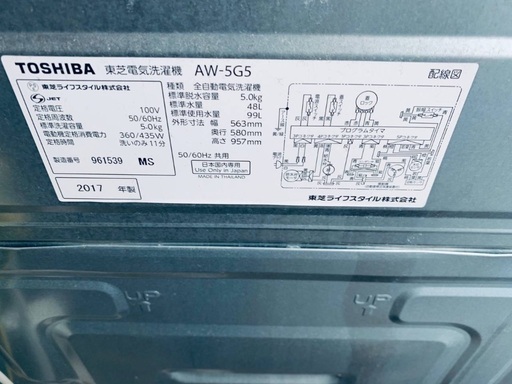 TOSHIBA 東芝電気洗濯機 AW-5G5 配線図
東芝ライフスタイル株式会社
JET
定格電圧 100V
定格周波数 50/60Hz
標準洗濯容量 5.0kg
電動機定格消費電力 360/435W
定格時間 洗いのみ11分
製造番号 961539 MS
2017 年製
種類 全自動電気洗濯機
標準脱水容量 5.0kg
標準水量 48L
標準使用水量 99L
外形寸法 幅 563mm
奥行 580mm
高さ 957mm
50/60Hz 共用
日本国内専用
Use Only in Japan
MADE IN THAILAND
プログラムタイマ
東芝ライフスタイル株式会社
UP
UP